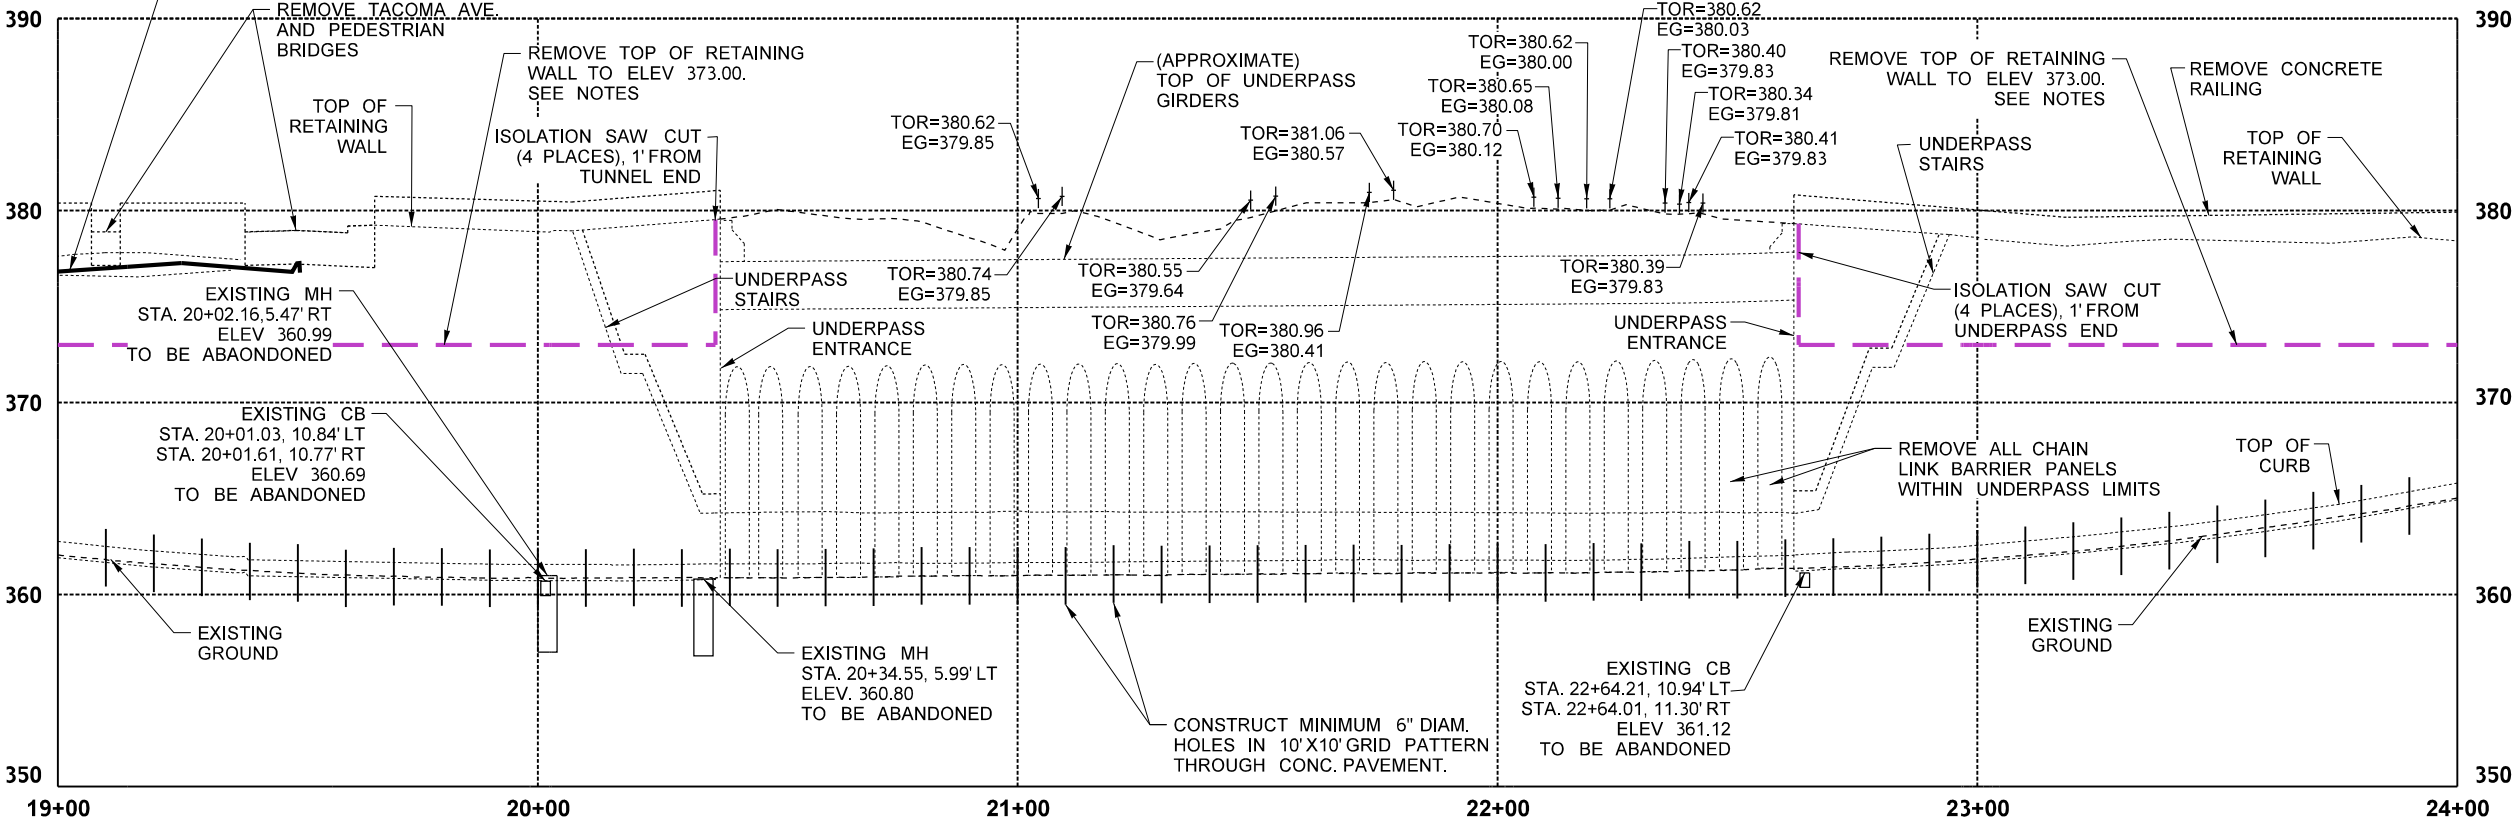 390
REMOVE TACOMA AVE.
AND PEDESTRIAN
BRIDGES
REMOVE TOP OF RETAINING
WALL TO ELEV 373.00.
SEE NOTES
TOP OF
RETAINING
WALL
ISOLATION SAW CUT
(4 PLACES), 1' FROM
TUNNEL END
(APPROXIMATE)
TOP OF UNDERPASS
GIRDERS
TOR=380.62
EG=379.85
TOR=381.06
EG=380.57
TOR=380.62
EG=380.00
TOR=380.65
EG=380.08
TOR=380.70
EG=380.12
TOR=380.62
EG=380.03
TOR=380.40
EG=379.83
TOR=380.34
EG=379.81
TOR=380.41
EG=379.83
REMOVE TOP OF RETAINING
WALL TO ELEV 373.00.
SEE NOTES
UNDERPASS
STAIRS
REMOVE CONCRETE
RAILING
TOP OF
RETAINING
WALL
390
380
380
EXISTING MH
STA. 20+02.16,5.47' RT
ELEV 360.99
TO BE ABAONDONED
UNDERPASS
STAIRS
UNDERPASS
ENTRANCE
TOR=380.74
EG=379.85
TOR=380.55
EG=379.64
TOR=380.76
EG=379.99
TOR=380.96
EG=380.41
TOR=380.39
EG=379.83
UNDERPASS
ENTRANCE
ISOLATION SAW CUT
(4 PLACES), 1' FROM
UNDERPASS END
370
370
EXISTING CB
STA. 20+01.03, 10.84' LT
STA. 20+01.61, 10.77' RT
ELEV 360.69
TO BE ABANDONED
REMOVE ALL CHAIN
LINK BARRIER PANELS
WITHIN UNDERPASS LIMITS
TOP OF
CURB
360
360
EXISTING
GROUND
EXISTING MH
STA. 20+34.55, 5.99' LT
ELEV. 360.80
TO BE ABANDONED
CONSTRUCT MINIMUM 6" DIAM.
HOLES IN 10'X10' GRID PATTERN
THROUGH CONC. PAVEMENT.
EXISTING CB
STA. 22+64.21, 10.94' LT
STA. 22+64.01, 11.30' RT
ELEV 361.12
TO BE ABANDONED
EXISTING
GROUND
350
350
19+00
20+00
21+00
22+00
23+00
24+00